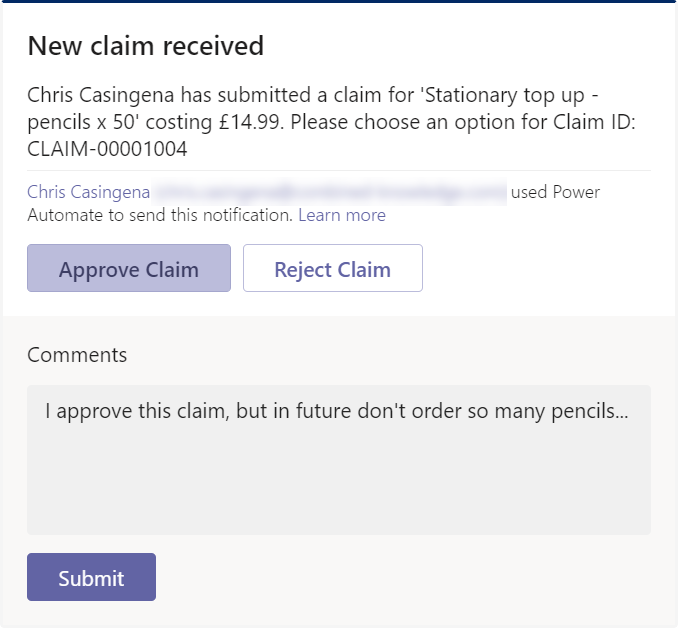 New claim received
Chris Casingena has submitted a claim for 'Stationary top up -
pencils x 50' costing £14.99. Please choose an option for Claim ID:
CLAIM-00001004
Chris Casingena used Power
Automate to send this notification. Learn more
Approve Claim Reject Claim
Comments
I approve this claim, but in future don't order so many pencils...
Submit